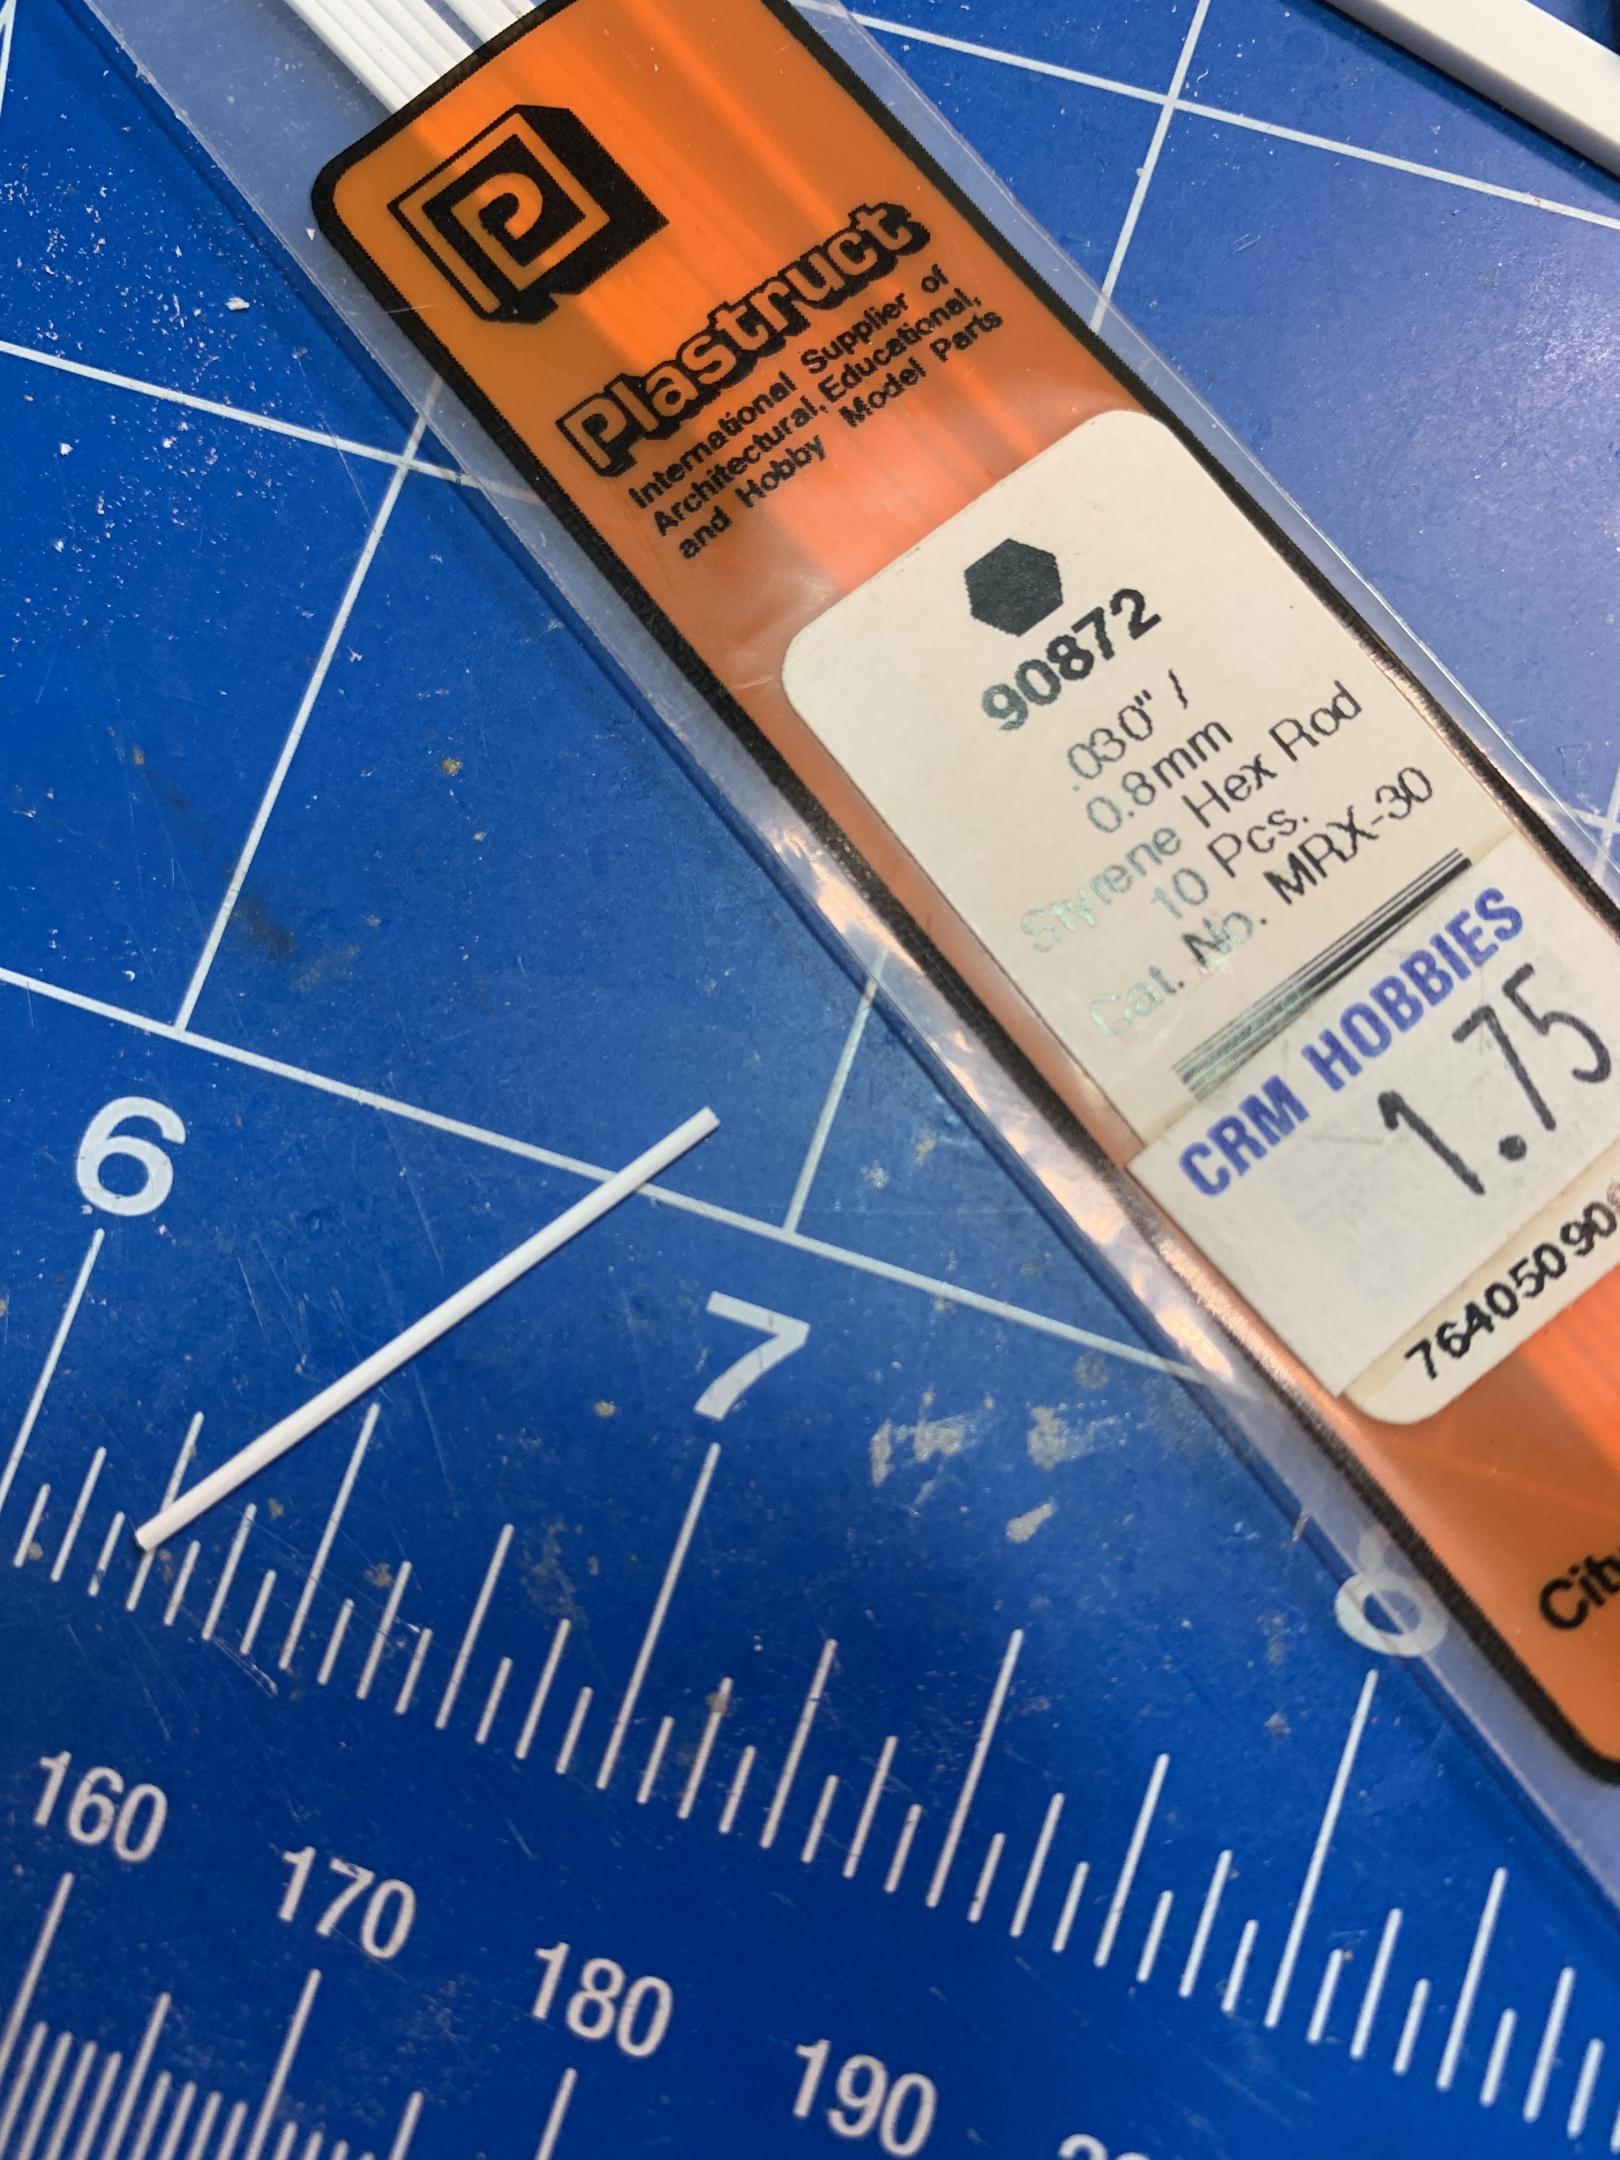 P
Plastruct
International Supplier of
Architectural, Educational,
and Hobby Model Parts
90872
.030" /
0.8mm
Styrene Hex Rod
10 Pcs.
Cat. No. MRX-30
CRM HOBBIES
1.75
76405090
6
7
160
170
180
190